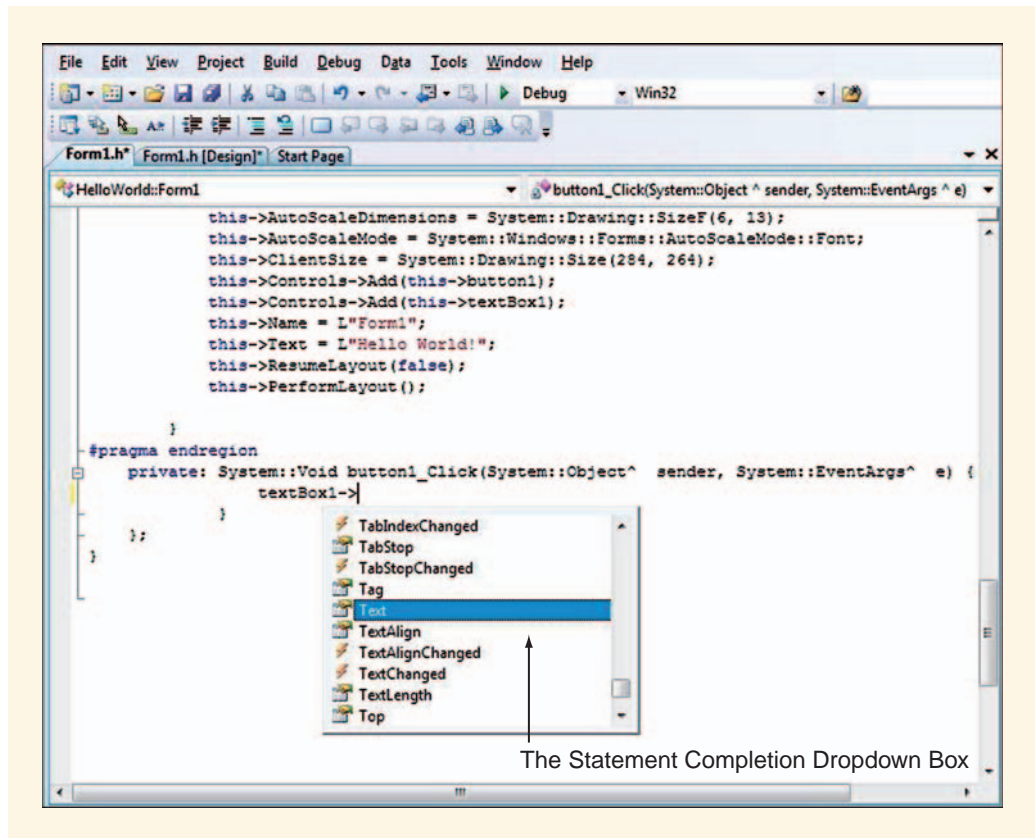 File Edit View Project Build Debug Data Tools Window Help
Debug Win32
Form1.h* Form1.h [Design]* Start Page
HelloWorld::Form1 button1_Click(System::Object ^ sender, System::EventArgs ^ e)
this->AutoScaleDimensions = System::Drawing::SizeF(6, 13);
this->AutoScaleMode = System::Windows::Forms::AutoScaleMode::Font;
this->ClientSize = System::Drawing::Size(284, 264);
this->Controls->Add(this->button1);
this->Controls->Add(this->textBox1);
this->Name = L"Form1";
this->Text = L"Hello World!";
this->ResumeLayout(false);
this->PerformLayout();
}
#pragma endregion
private: System::Void button1_Click(System::Object^ sender, System::EventArgs^ e) {
textBox1->
}
};
}
TabIndexChanged
TabStop
TabStopChanged
Tag
Text
TextAlign
TextAlignChanged
TextChanged
TextLength
Top
The Statement Completion Dropdown Box